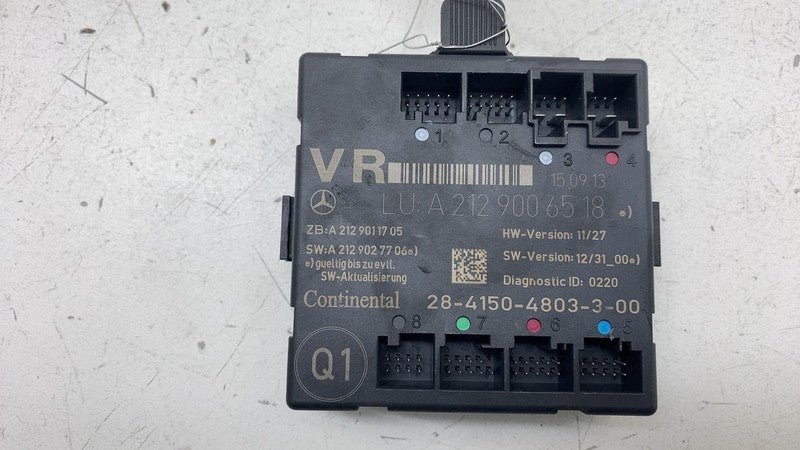 1 2 3 4
VR
15.09.13
LU: A 212 900 65 18 *)
ZB: A 212 901 17 05
HW-Version: 11/27
SW: A 212 902 77 06 *)
SW-Version: 12/31_00 *)
*) gueltig bis zu evtl.
SW-Aktualisierung
Diagnostic ID: 0220
Continental 28-4150-4803-3-00
8 7 6 5
Q1